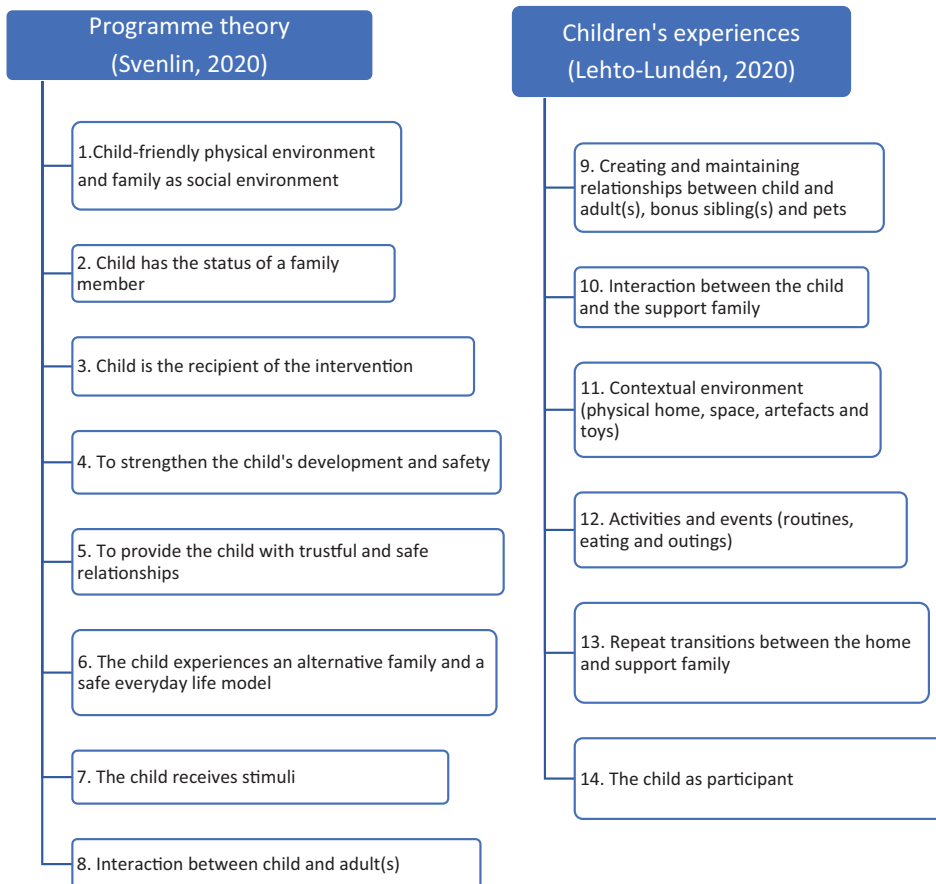 Programme theory
(Svenlin, 2020)
1.Child-friendly physical environment
and family as social environment
2. Child has the status of a family
member
3. Child is the recipient of the intervention
4. To strengthen the child's development and safety
5. To provide the child with trustful and safe
relationships
6. The child experiences an alternative family and a
safe everyday life model
7. The child receives stimuli
8. Interaction between child and adult(s)
Children's experiences
(Lehto-Lundén, 2020)
9. Creating and maintaining
relationships between child and
adult(s), bonus sibling(s) and pets
10. Interaction between the child
and the support family
11. Contextual environment
(physical home, space, artefacts and
toys)
12. Activities and events (routines,
eating and outings)
13. Repeat transitions between the home
and support family
14. The child as participant